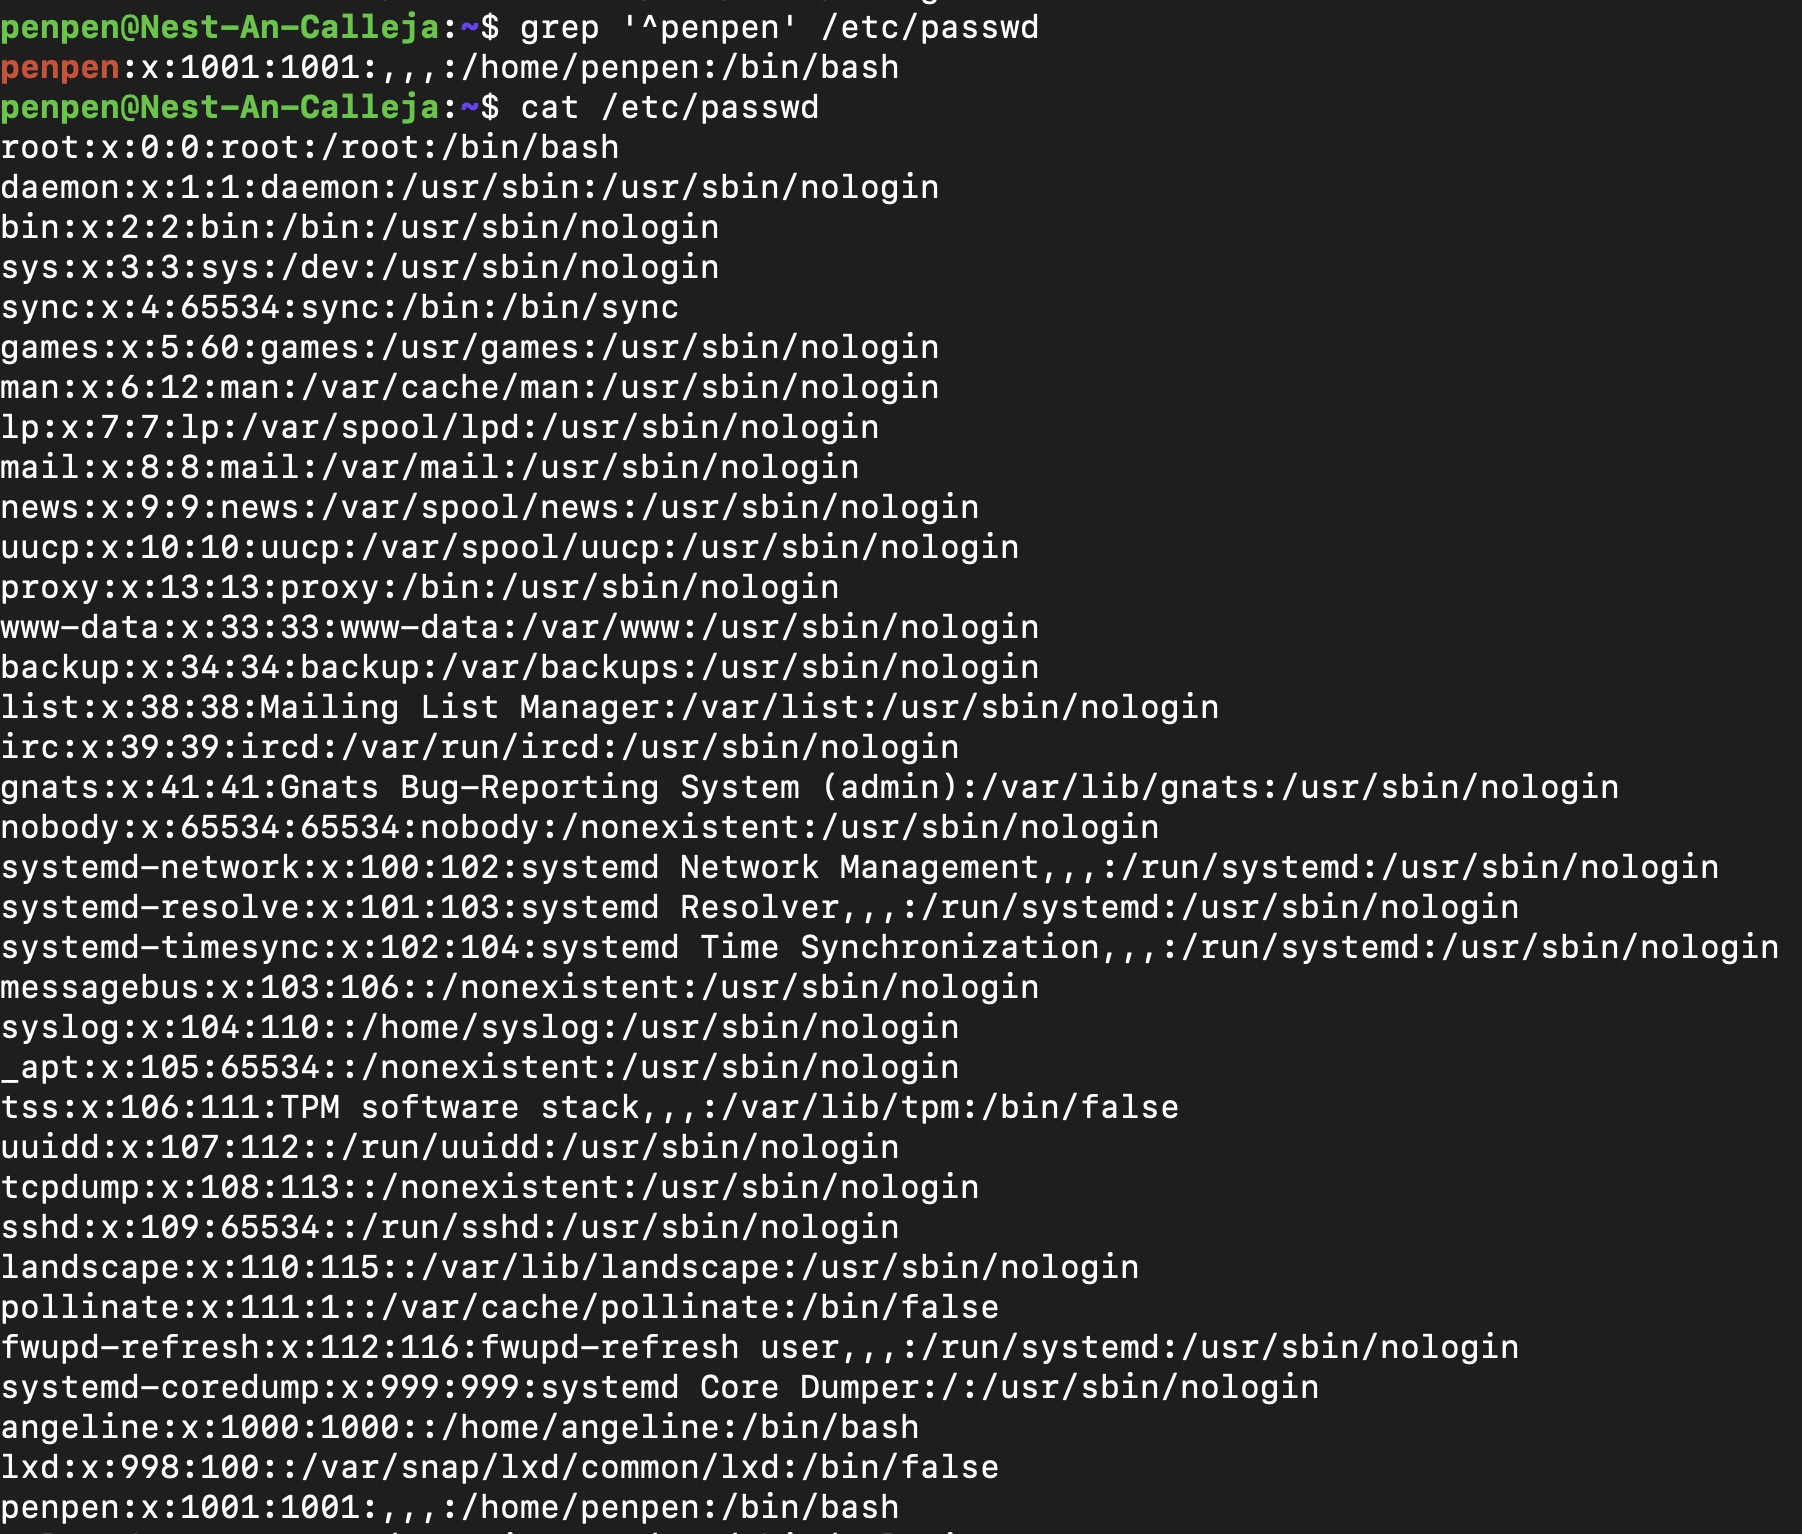 penpen@Nest-An-Calleja:~$ grep '^penpen' /etc/passwd
penpen:x:1001:1001:,,,:/home/penpen:/bin/bash
penpen@Nest-An-Calleja:~$ cat /etc/passwd
root:x:0:0:root:/root:/bin/bash
daemon:x:1:1:daemon:/usr/sbin:/usr/sbin/nologin
bin:x:2:2:bin:/bin:/usr/sbin/nologin
sys:x:3:3:sys:/dev:/usr/sbin/nologin
sync:x:4:65534:sync:/bin:/bin/sync
games:x:5:60:games:/usr/games:/usr/sbin/nologin
man:x:6:12:man:/var/cache/man:/usr/sbin/nologin
lp:x:7:7:lp:/var/spool/lpd:/usr/sbin/nologin
mail:x:8:8:mail:/var/mail:/usr/sbin/nologin
news:x:9:9:news:/var/spool/news:/usr/sbin/nologin
uucp:x:10:10:uucp:/var/spool/uucp:/usr/sbin/nologin
proxy:x:13:13:proxy:/bin:/usr/sbin/nologin
www-data:x:33:33:www-data:/var/www:/usr/sbin/nologin
backup:x:34:34:backup:/var/backups:/usr/sbin/nologin
list:x:38:38:Mailing List Manager:/var/list:/usr/sbin/nologin
irc:x:39:39:ircd:/var/run/ircd:/usr/sbin/nologin
gnats:x:41:41:Gnats Bug-Reporting System (admin):/var/lib/gnats:/usr/sbin/nologin
nobody:x:65534:65534:nobody:/nonexistent:/usr/sbin/nologin
systemd-network:x:100:102:systemd Network Management,,,:/run/systemd:/usr/sbin/nologin
systemd-resolve:x:101:103:systemd Resolver,,,:/run/systemd:/usr/sbin/nologin
systemd-timesync:x:102:104:systemd Time Synchronization,,,:/run/systemd:/usr/sbin/nologin
messagebus:x:103:106::/nonexistent:/usr/sbin/nologin
syslog:x:104:110::/home/syslog:/usr/sbin/nologin
_apt:x:105:65534::/nonexistent:/usr/sbin/nologin
tss:x:106:111:TPM software stack,,,:/var/lib/tpm:/bin/false
uuidd:x:107:112::/run/uuidd:/usr/sbin/nologin
tcpdump:x:108:113::/nonexistent:/usr/sbin/nologin
sshd:x:109:65534::/run/sshd:/usr/sbin/nologin
landscape:x:110:115::/var/lib/landscape:/usr/sbin/nologin
pollinate:x:111:1::/var/cache/pollinate:/bin/false
fwupd-refresh:x:112:116:fwupd-refresh user,,,:/run/systemd:/usr/sbin/nologin
systemd-coredump:x:999:999:systemd Core Dumper:/:/usr/sbin/nologin
angeline:x:1000:1000::/home/angeline:/bin/bash
lxd:x:998:100::/var/snap/lxd/common/lxd:/bin/false
penpen:x:1001:1001:,,,:/home/penpen:/bin/bash